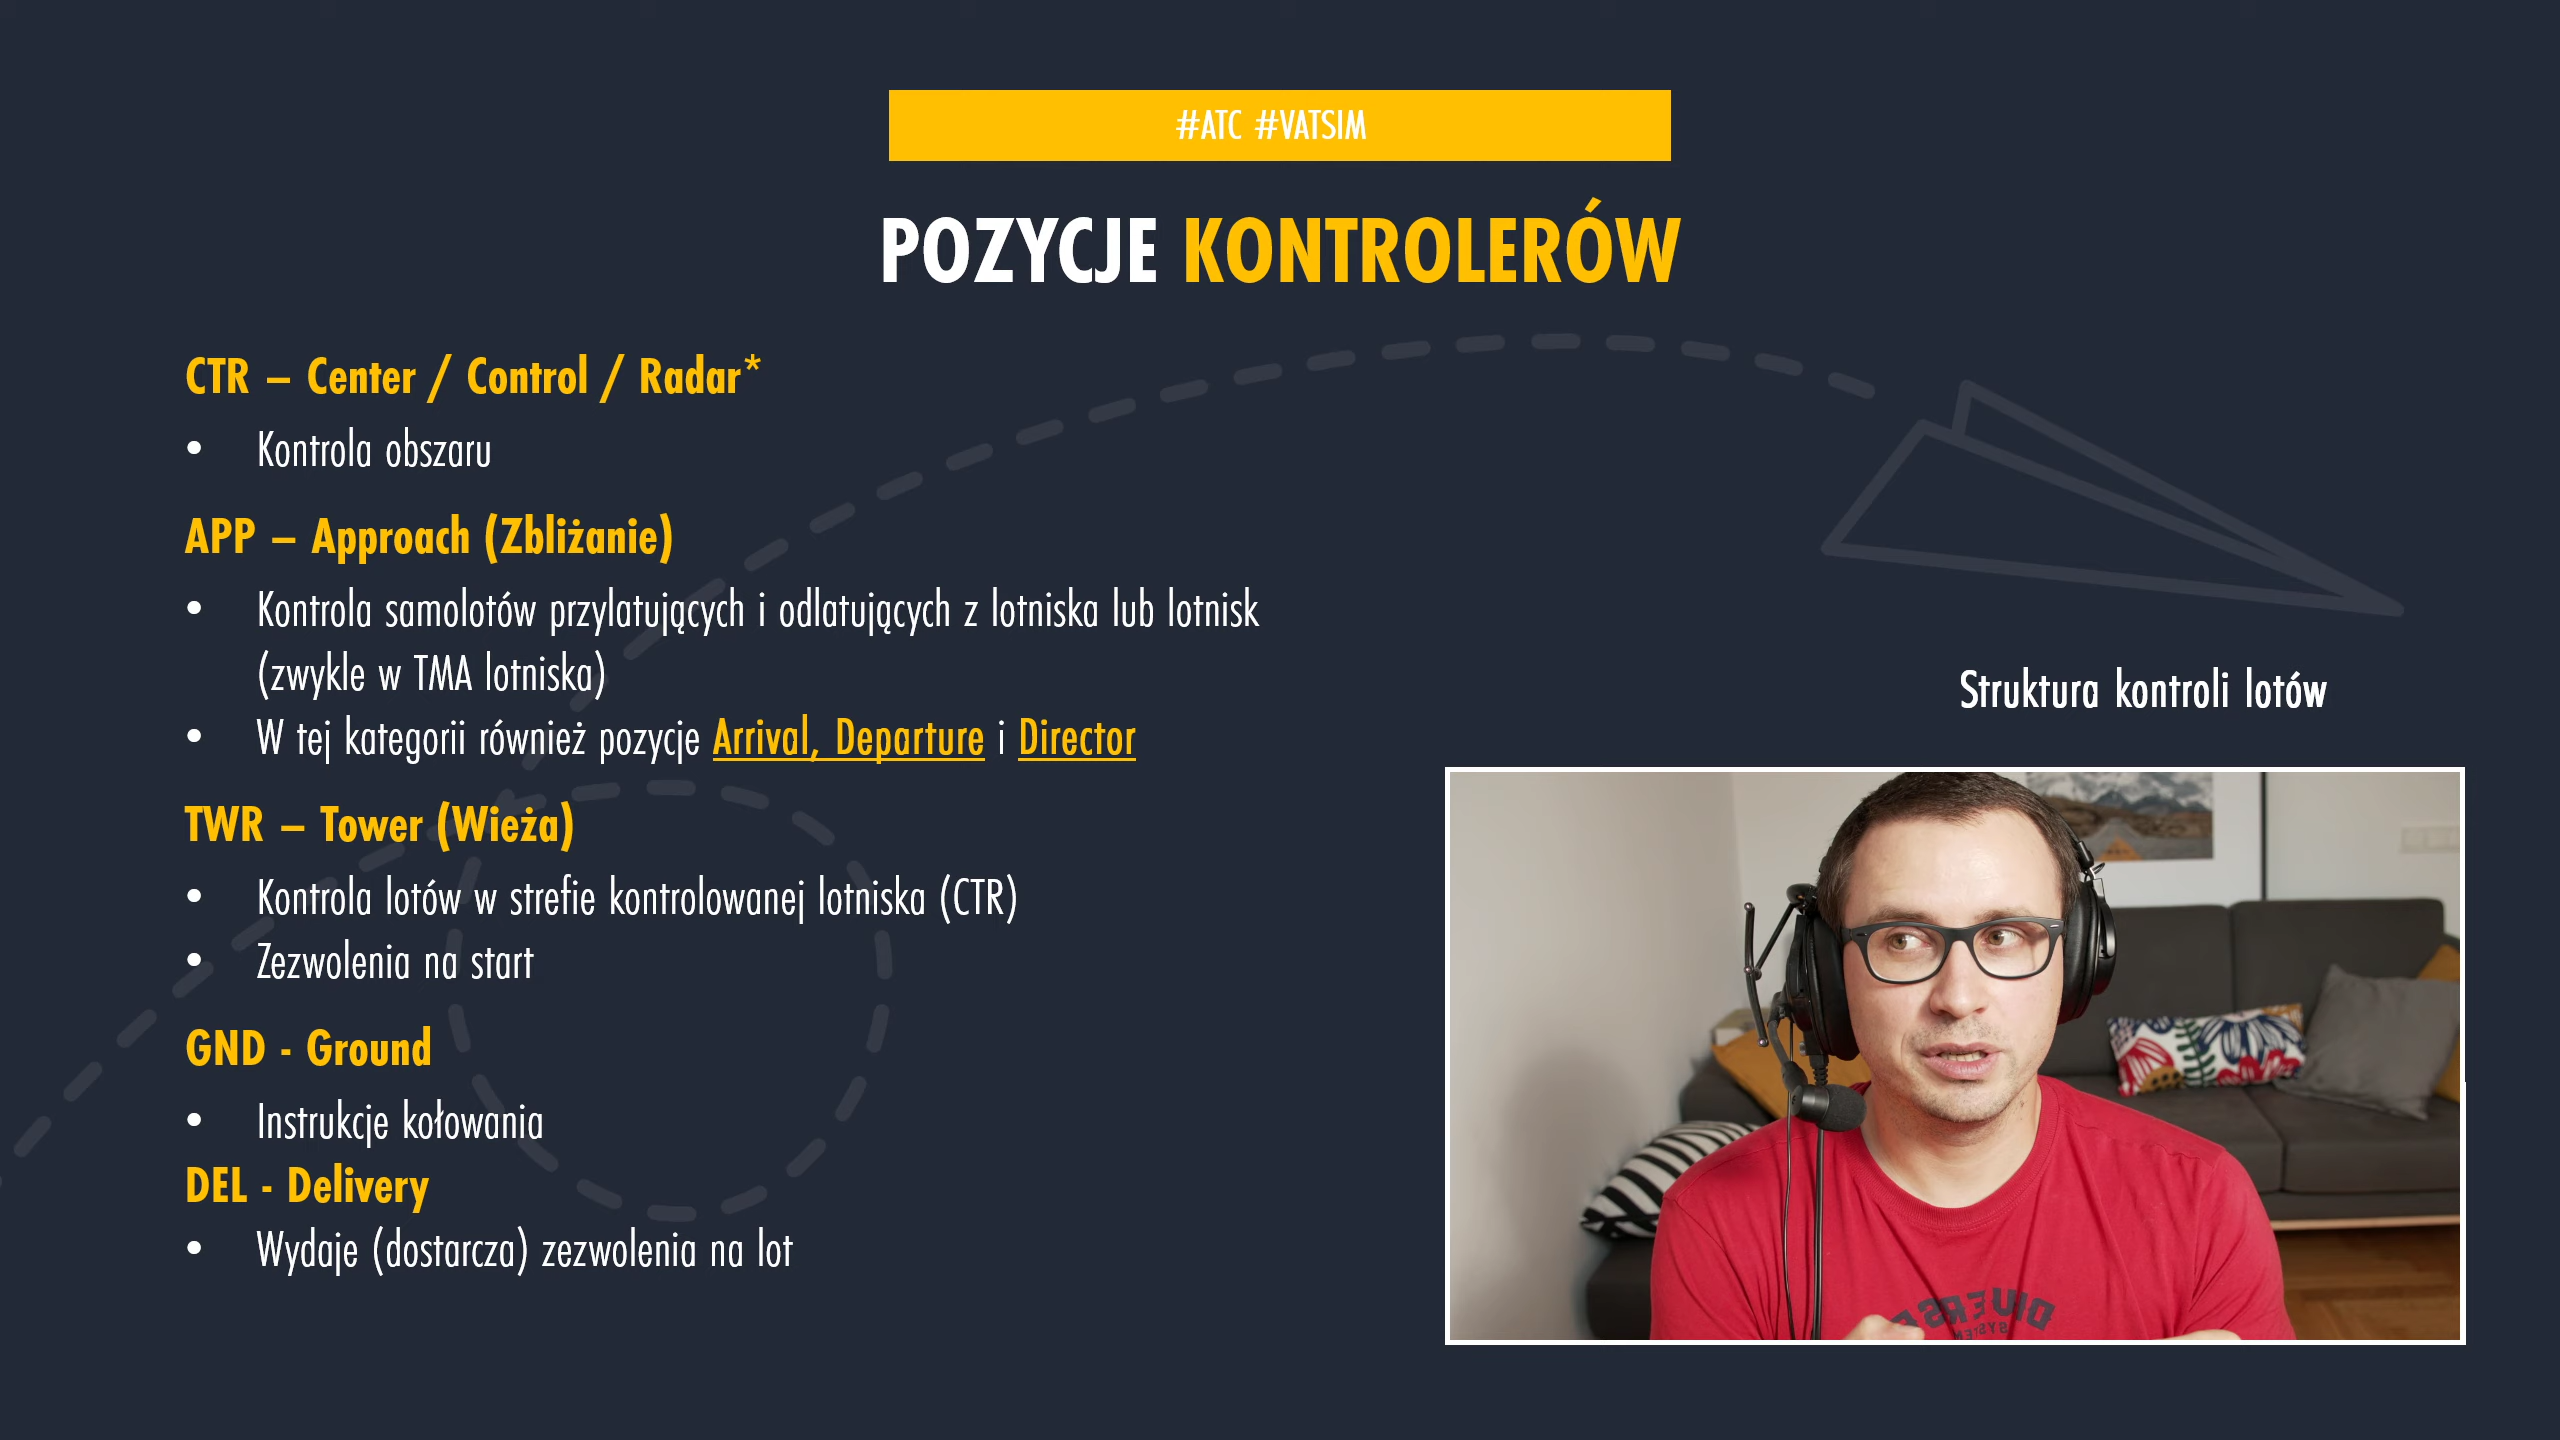 #ATC #VATSIM
POZYCJE KONTROLERÓW
CTR – Center / Control / Radar*
• Kontrola obszaru
APP – Approach (Zbliżanie)
• Kontrola samolotów przylatujących i odlatujących z lotniska lub lotnisk
(zwykle w TMA lotniska)
• W tej kategorii również pozycje Arrival, Departure i Director
TWR – Tower (Wieża)
• Kontrola lotów w strefie kontrolowanej lotniska (CTR)
• Zezwolenia na start
GND - Ground
• Instrukcje kołowania
DEL - Delivery
• Wydaje (dostarcza) zezwolenia na lot
Struktura kontroli lotów
DIVERSE
SYSTEM